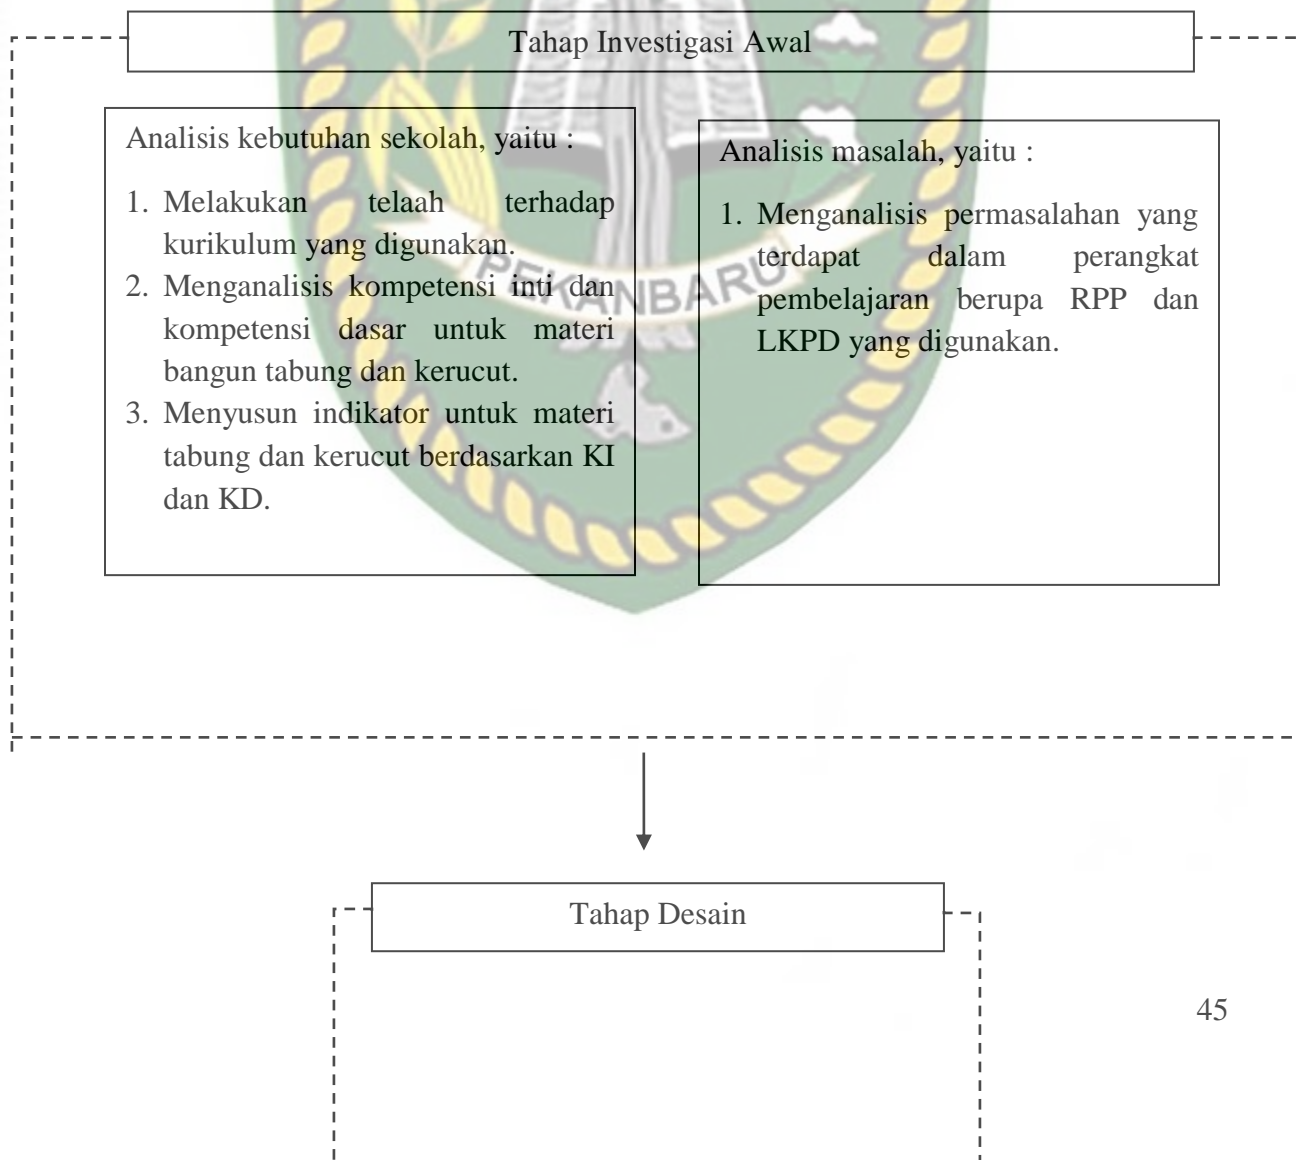 Tahap Investigasi Awal
Analisis kebutuhan sekolah, yaitu :
1. Melakukan telaah terhadap
kurikulum yang digunakan.
2. Menganalisis kompetensi inti dan
kompetensi dasar untuk materi
bangun tabung dan kerucut.
3. Menyusun indikator untuk materi
tabung dan kerucut berdasarkan KI
dan KD.
Analisis masalah, yaitu :
1. Menganalisis permasalahan yang
terdapat dalam perangkat
pembelajaran berupa RPP dan
LKPD yang digunakan.
PEKANBARU
Tahap Desain
45